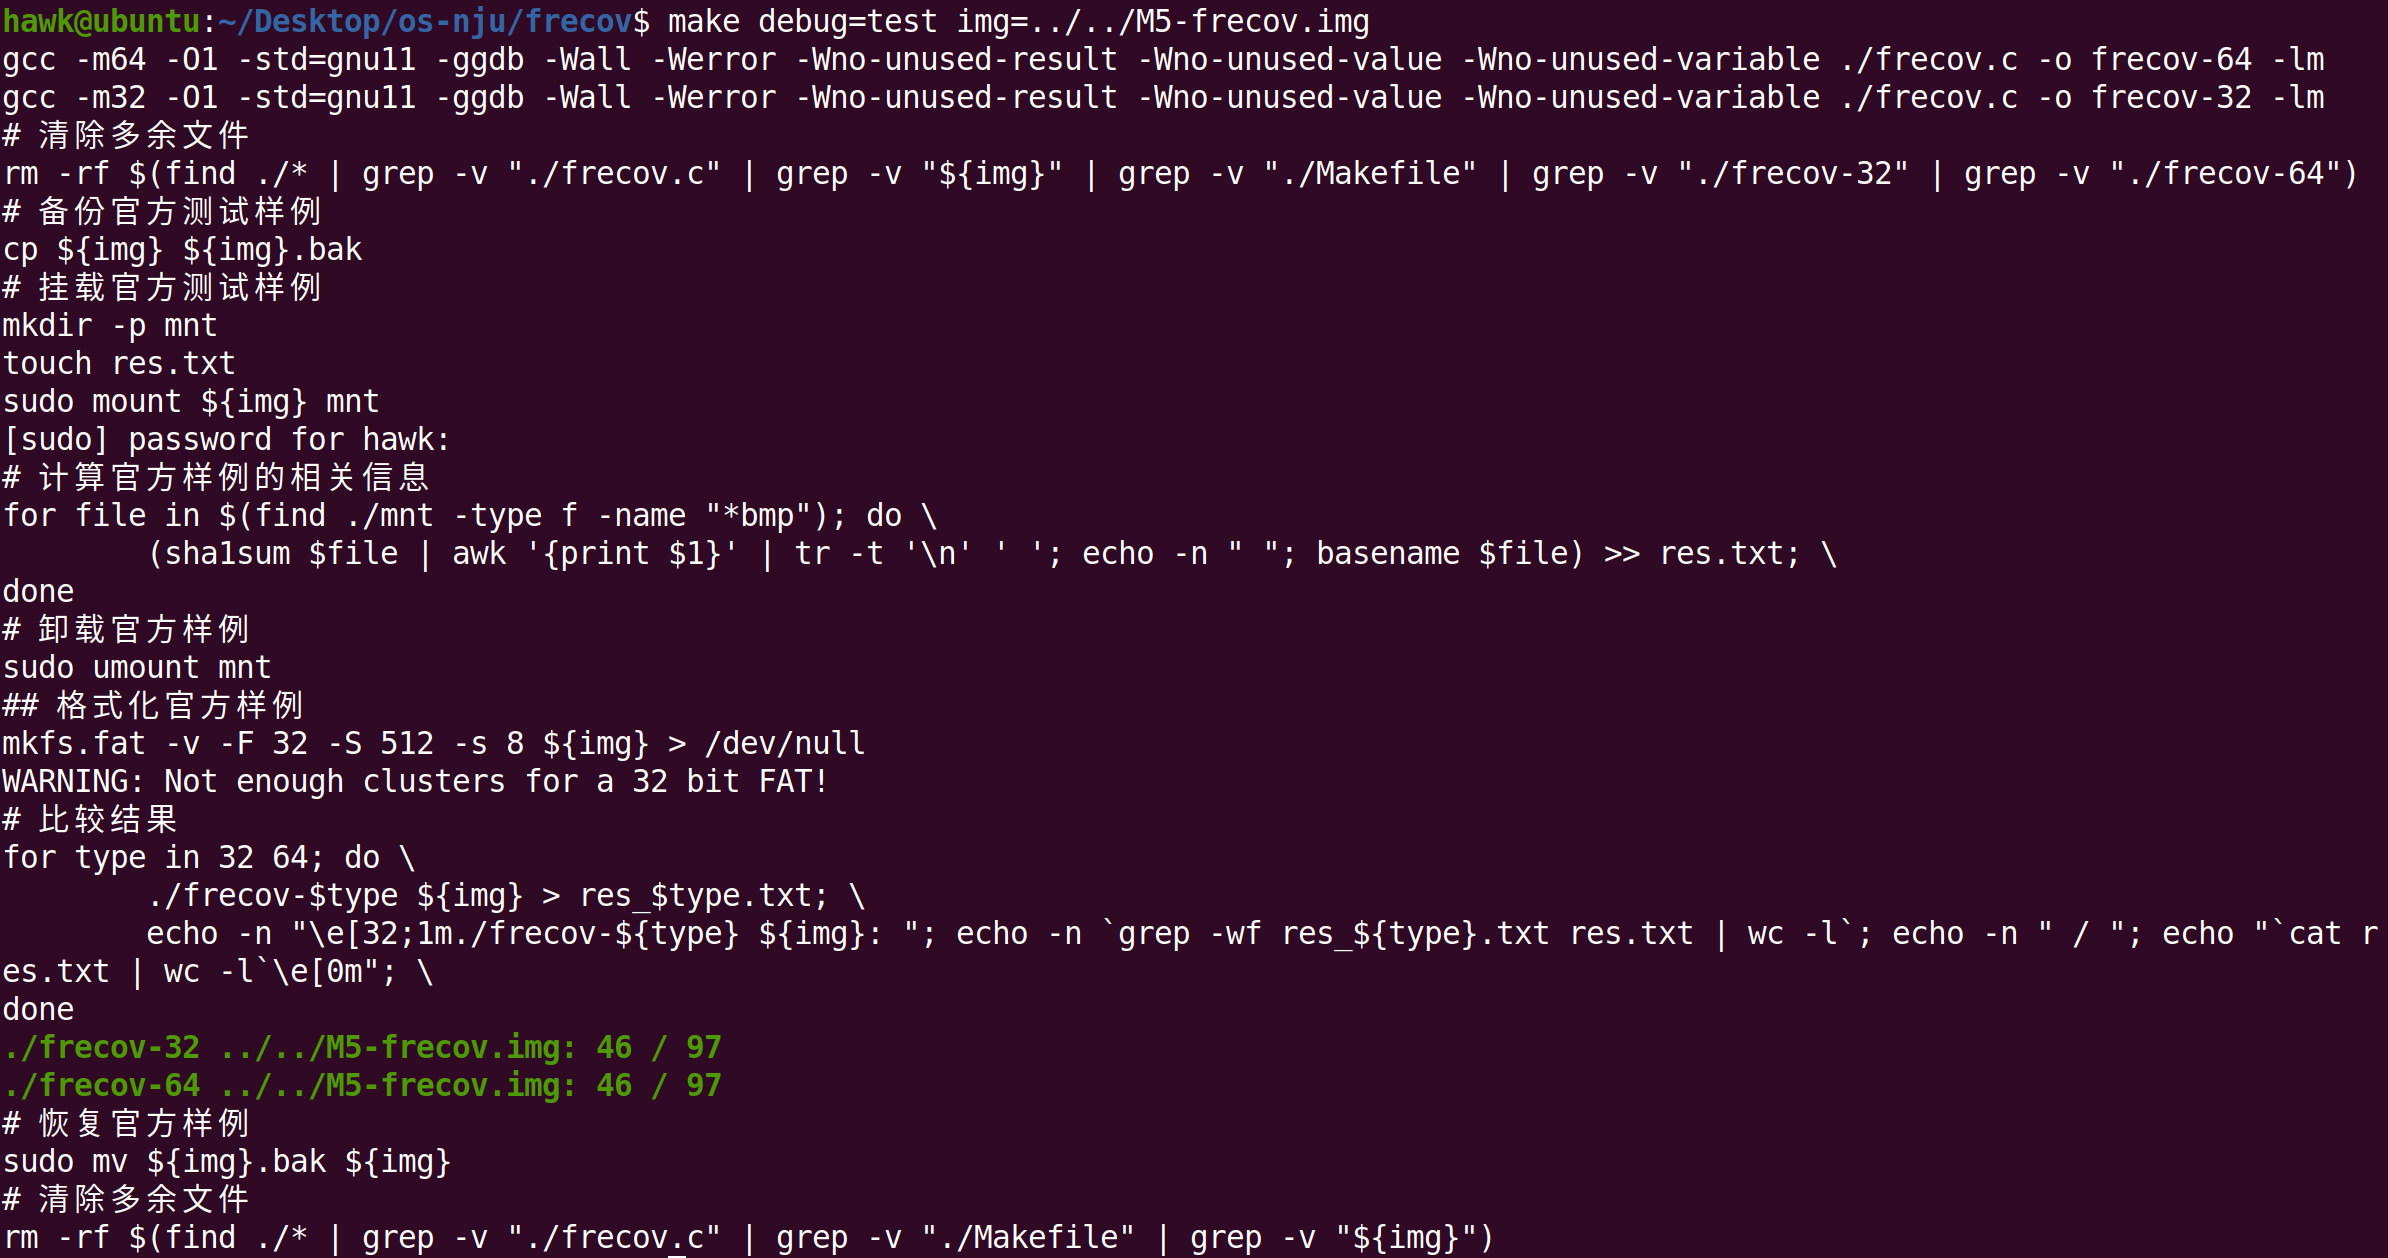 hawk@ubuntu:~/Desktop/os-nju/frecov$ make debug=test img=../../M5-frecov.img
gcc -m64 -O1 -std=gnu11 -ggdb -Wall -Werror -Wno-unused-result -Wno-unused-value -Wno-unused-variable ./frecov.c -o frecov-64 -lm
gcc -m32 -O1 -std=gnu11 -ggdb -Wall -Werror -Wno-unused-result -Wno-unused-value -Wno-unused-variable ./frecov.c -o frecov-32 -lm
# 清除多余文件
rm -rf $(find ./* | grep -v "./frecov.c" | grep -v "${img}" | grep -v "./Makefile" | grep -v "./frecov-32" | grep -v "./frecov-64")
# 备份官方测试样例
cp ${img} ${img}.bak
# 挂载官方测试样例
mkdir -p mnt
touch res.txt
sudo mount ${img} mnt
[sudo] password for hawk:
# 计算官方样例的相关信息
for file in $(find ./mnt -type f -name "*bmp"); do \
        (sha1sum $file | awk '{print $1}' | tr -t '\n' ' '; echo -n " "; basename $file) >> res.txt; \
done
# 卸载官方样例
sudo umount mnt
## 格式化官方样例
mkfs.fat -v -F 32 -S 512 -s 8 ${img} > /dev/null
WARNING: Not enough clusters for a 32 bit FAT!
# 比较结果
for type in 32 64; do \
        ./frecov-$type ${img} > res_$type.txt; \
        echo -n "\e[32;1m./frecov-${type} ${img}: "; echo -n `grep -wf res_${type}.txt res.txt | wc -l`; echo -n " / "; echo "`cat r
es.txt | wc -l`\e[0m"; \
done
./frecov-32 ../../M5-frecov.img: 46 / 97
./frecov-64 ../../M5-frecov.img: 46 / 97
# 恢复官方样例
sudo mv ${img}.bak ${img}
# 清除多余文件
rm -rf $(find ./* | grep -v "./frecov.c" | grep -v "./Makefile" | grep -v "${img}")